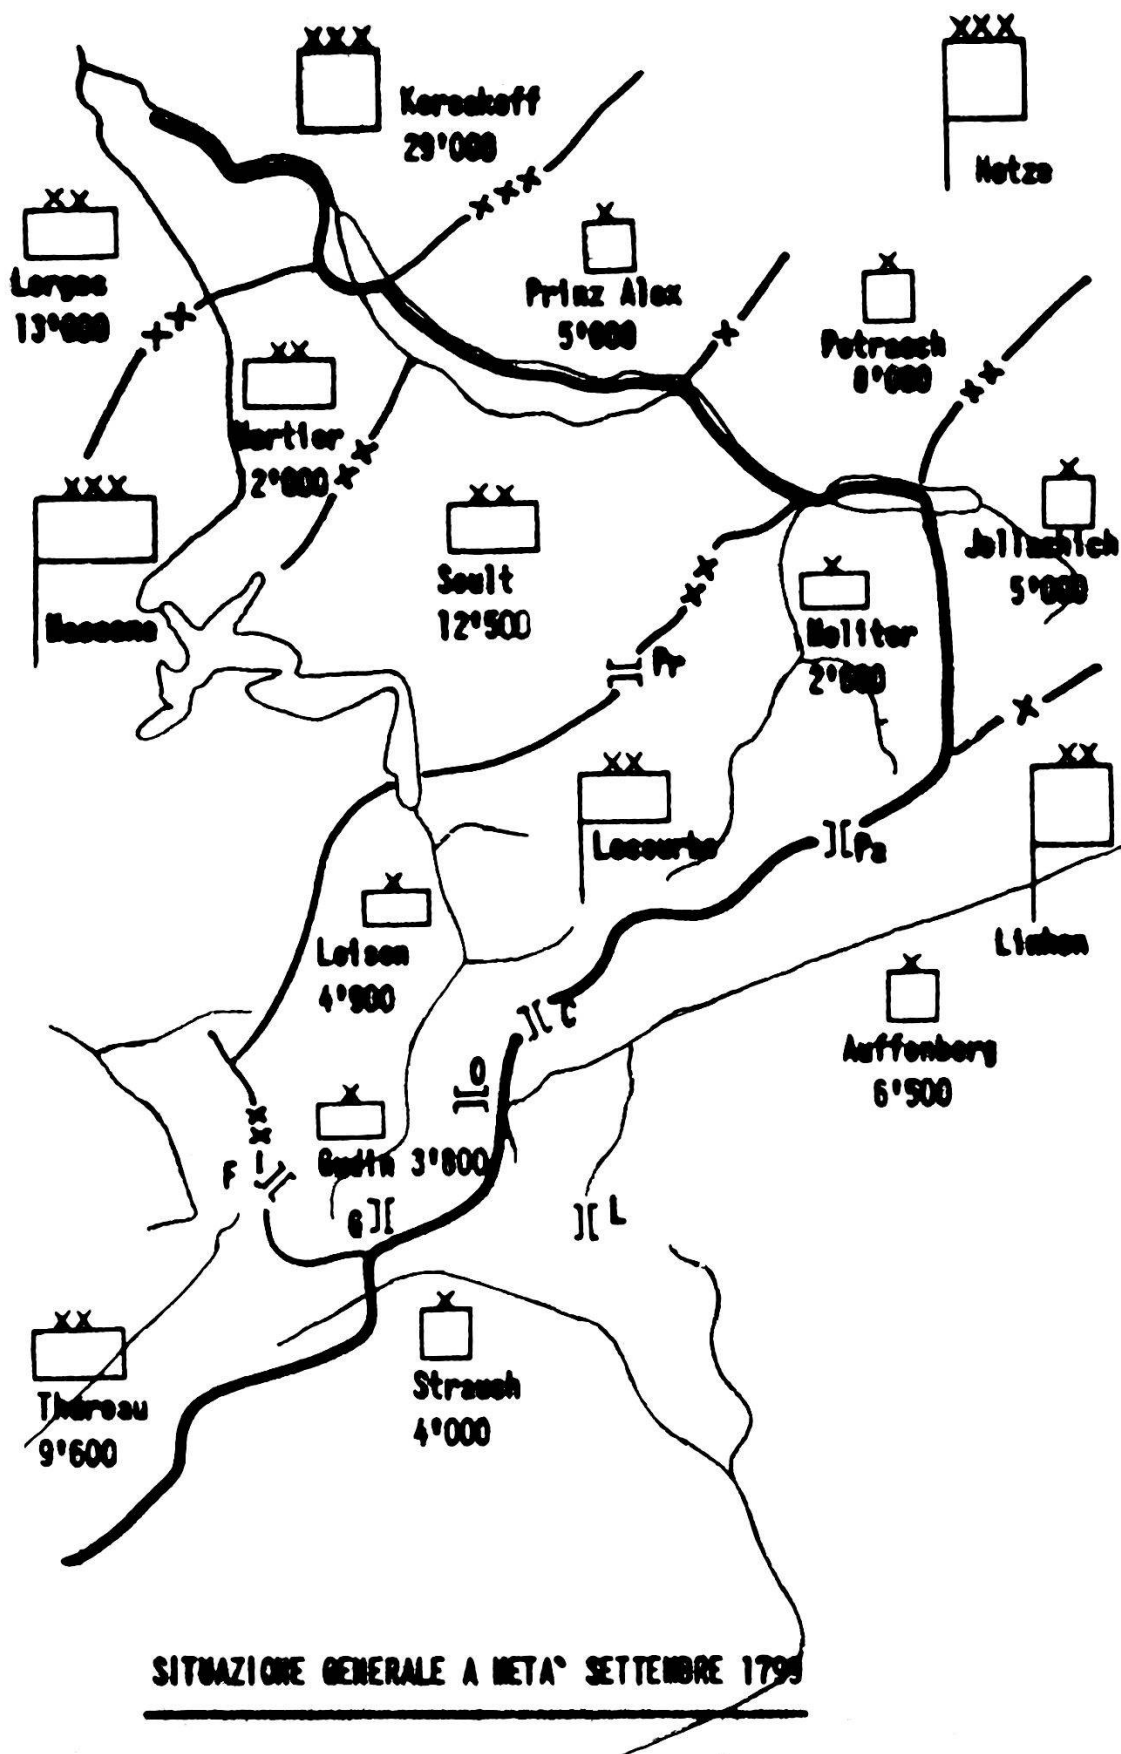 Korsakoff
29'000
Hotze
Lorges
13'000
Prinz Alex
5'000
Petrasch
Mortier
Jellachich
5'000
Massena
Soult
12'500
Molitor
Pr
Lecourbe
Pa
Linken
Loison
4'900
C
Auffenberg
6'500
O
F
Gudin 3'800
G
L
Thureau
9'600
Strauch
4'000
SITUAZIONE GENERALE A META` SETTEMBRE 1799